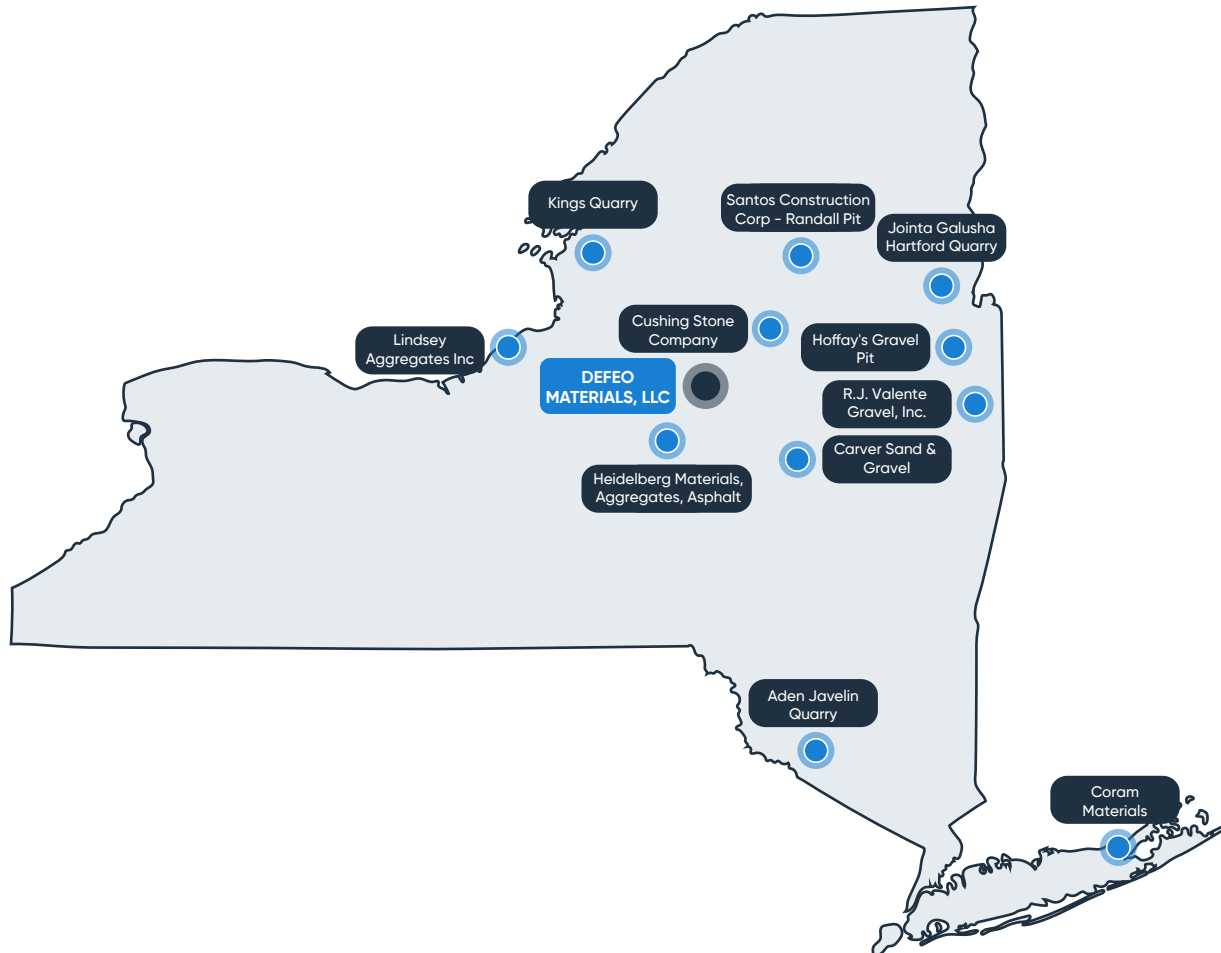 Kings Quarry
Santos Construction
Corp - Randall Pit
Jointa Galusha
Hartford Quarry
Cushing Stone
Company
Lindsey
Aggregates Inc
Hoffay's Gravel
Pit
DEFEO
MATERIALS, LLC
R.J. Valente
Gravel, Inc.
Carver Sand &
Gravel
Heidelberg Materials,
Aggregates, Asphalt
Aden Javelin
Quarry
Coram
Materials